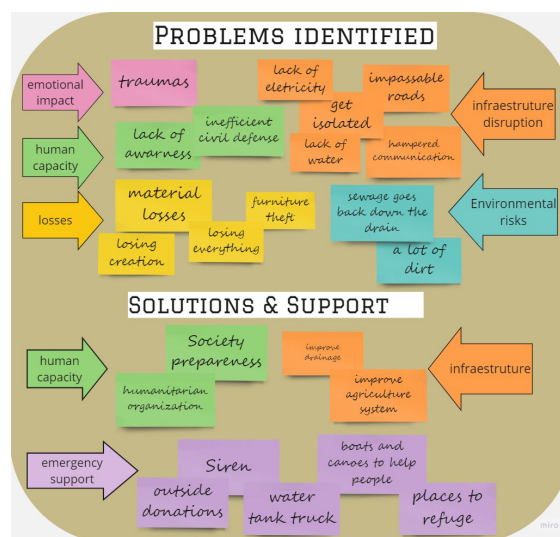 PROBLEMS IDENTIFIED
emotional
impact
traumas
lack of
eletricity
impassable
roads
get
isolated
infraestruture
disruption
human
capacity
lack of
awarness
inefficient
civil defense
lack of
water
hampered
communication
losses
material
losses
furniture
theft
losing
everything
losing
creation
sewage goes
back down the
drain
a lot of
dirt
Environmental
risks
SOLUTIONS & SUPPORT
human
capacity
Society
prepareness
humanitarian
organization
improve
drainage
improve
agriculture
system
infraestruture
emergency
support
Siren
boats and
canoes to help
people
outside
donations
water
tank truck
places to
refuge
miro